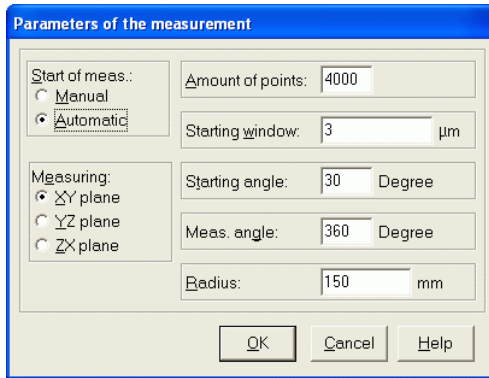 Parameters of the measurement
Start of meas.:
Manual
Automatic
Measuring:
XY plane
YZ plane
ZX plane
Amount of points: 4000
Starting window: 3 µm
Starting angle: 30 Degree
Meas. angle: 360 Degree
Radius: 150 mm
OK Cancel Help